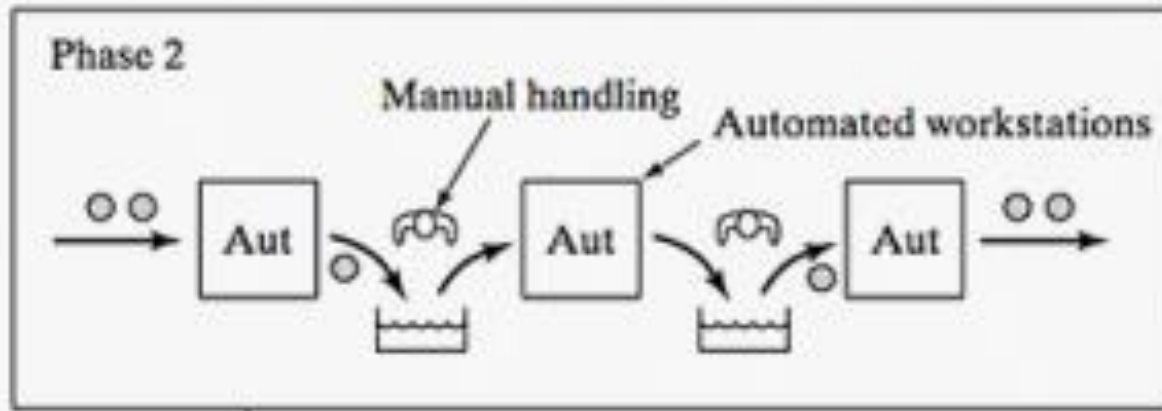 Phase 2
Manual handling
Automated workstations
Aut
Aut
Aut